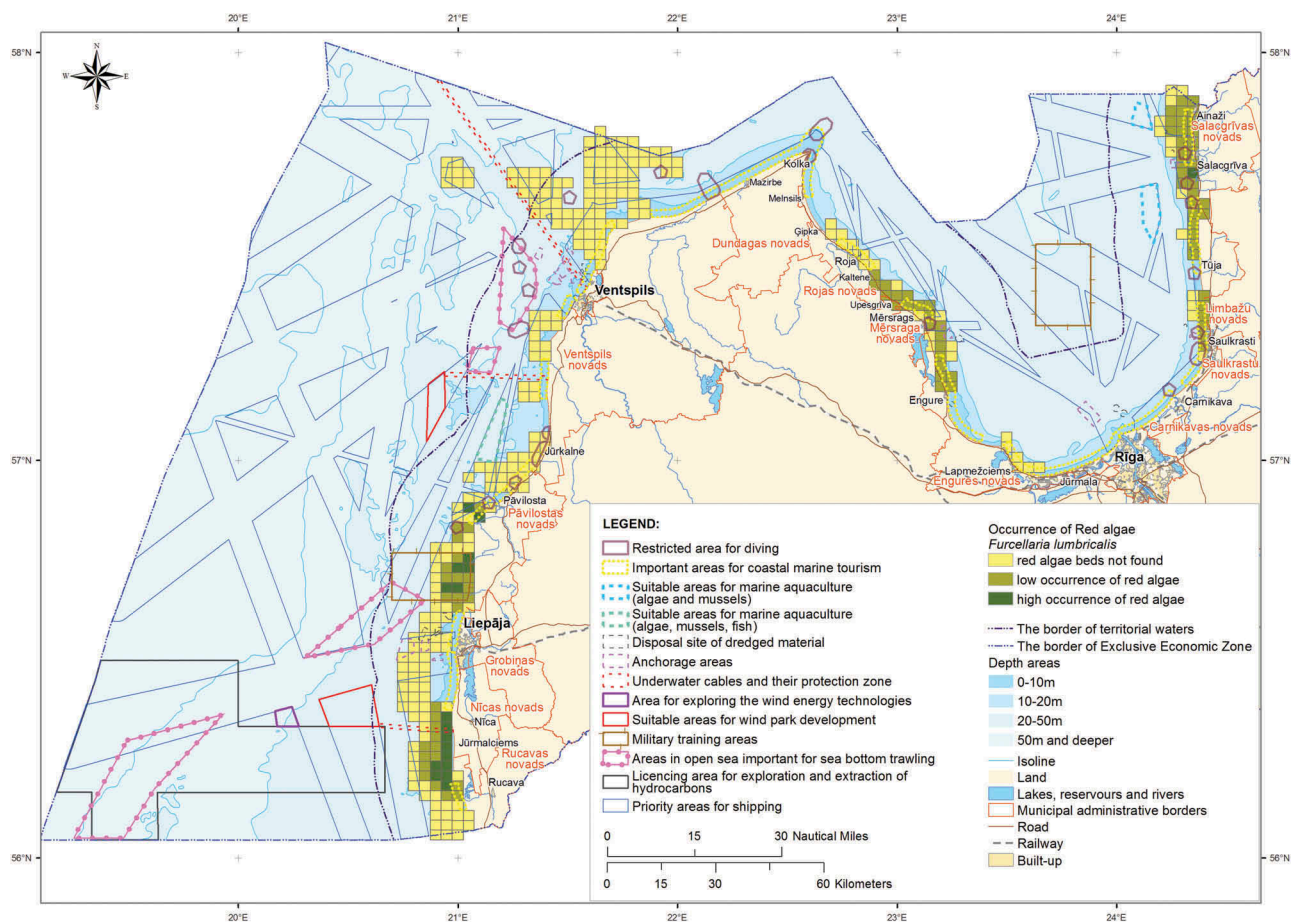 20°E
21°E
22°E
23°E
24°E
58°N
58°N
N
W
E
S
Ainaži
Salacgrīvas
novads
Salacgrīva
Kolka
Mazirbe
Melnsils
Ģipka
Dundagas novads
Roja
Kaltene
Rojas novads
Upesgrīva
Mērsrags
Mērsraga
novads
Tūja
Limbažu
novads
Saulkrasti
Saulkrastu
novads
Ventspils
Ventspils
novads
Engure
Carnikava
Carnikavas novads
Rīga
57°N
57°N
Jūrkalne
Lapmežciems
Engures novads
Jūrmala
Pāvilosta
Pāvilostas
novads
Liepāja
Grobiņas
novads
Nīcas novads
Nīca
Jūrmalciems
Rucavas
novads
Rucava
LEGEND:
Restricted area for diving
Important areas for coastal marine tourism
Suitable areas for marine aquaculture
(algae and mussels)
Suitable areas for marine aquaculture
(algae, mussels, fish)
Disposal site of dredged material
Anchorage areas
Underwater cables and their protection zone
Area for exploring the wind energy technologies
Suitable areas for wind park development
Military training areas
Areas in open sea important for sea bottom trawling
Licencing area for exploration and extraction of
hydrocarbons
Priority areas for shipping
0 15 30 Nautical Miles
0 15 30 60 Kilometers
Occurrence of Red algae
Furcellaria lumbricalis
red algae beds not found
low occurrence of red algae
high occurrence of red algae
The border of territorial waters
The border of Exclusive Economic Zone
Depth areas
0-10m
10-20m
20-50m
50m and deeper
Isoline
Land
Lakes, reservours and rivers
Municipal administrative borders
Road
Railway
Built-up
56°N
56°N
20°E
21°E
22°E
23°E
24°E